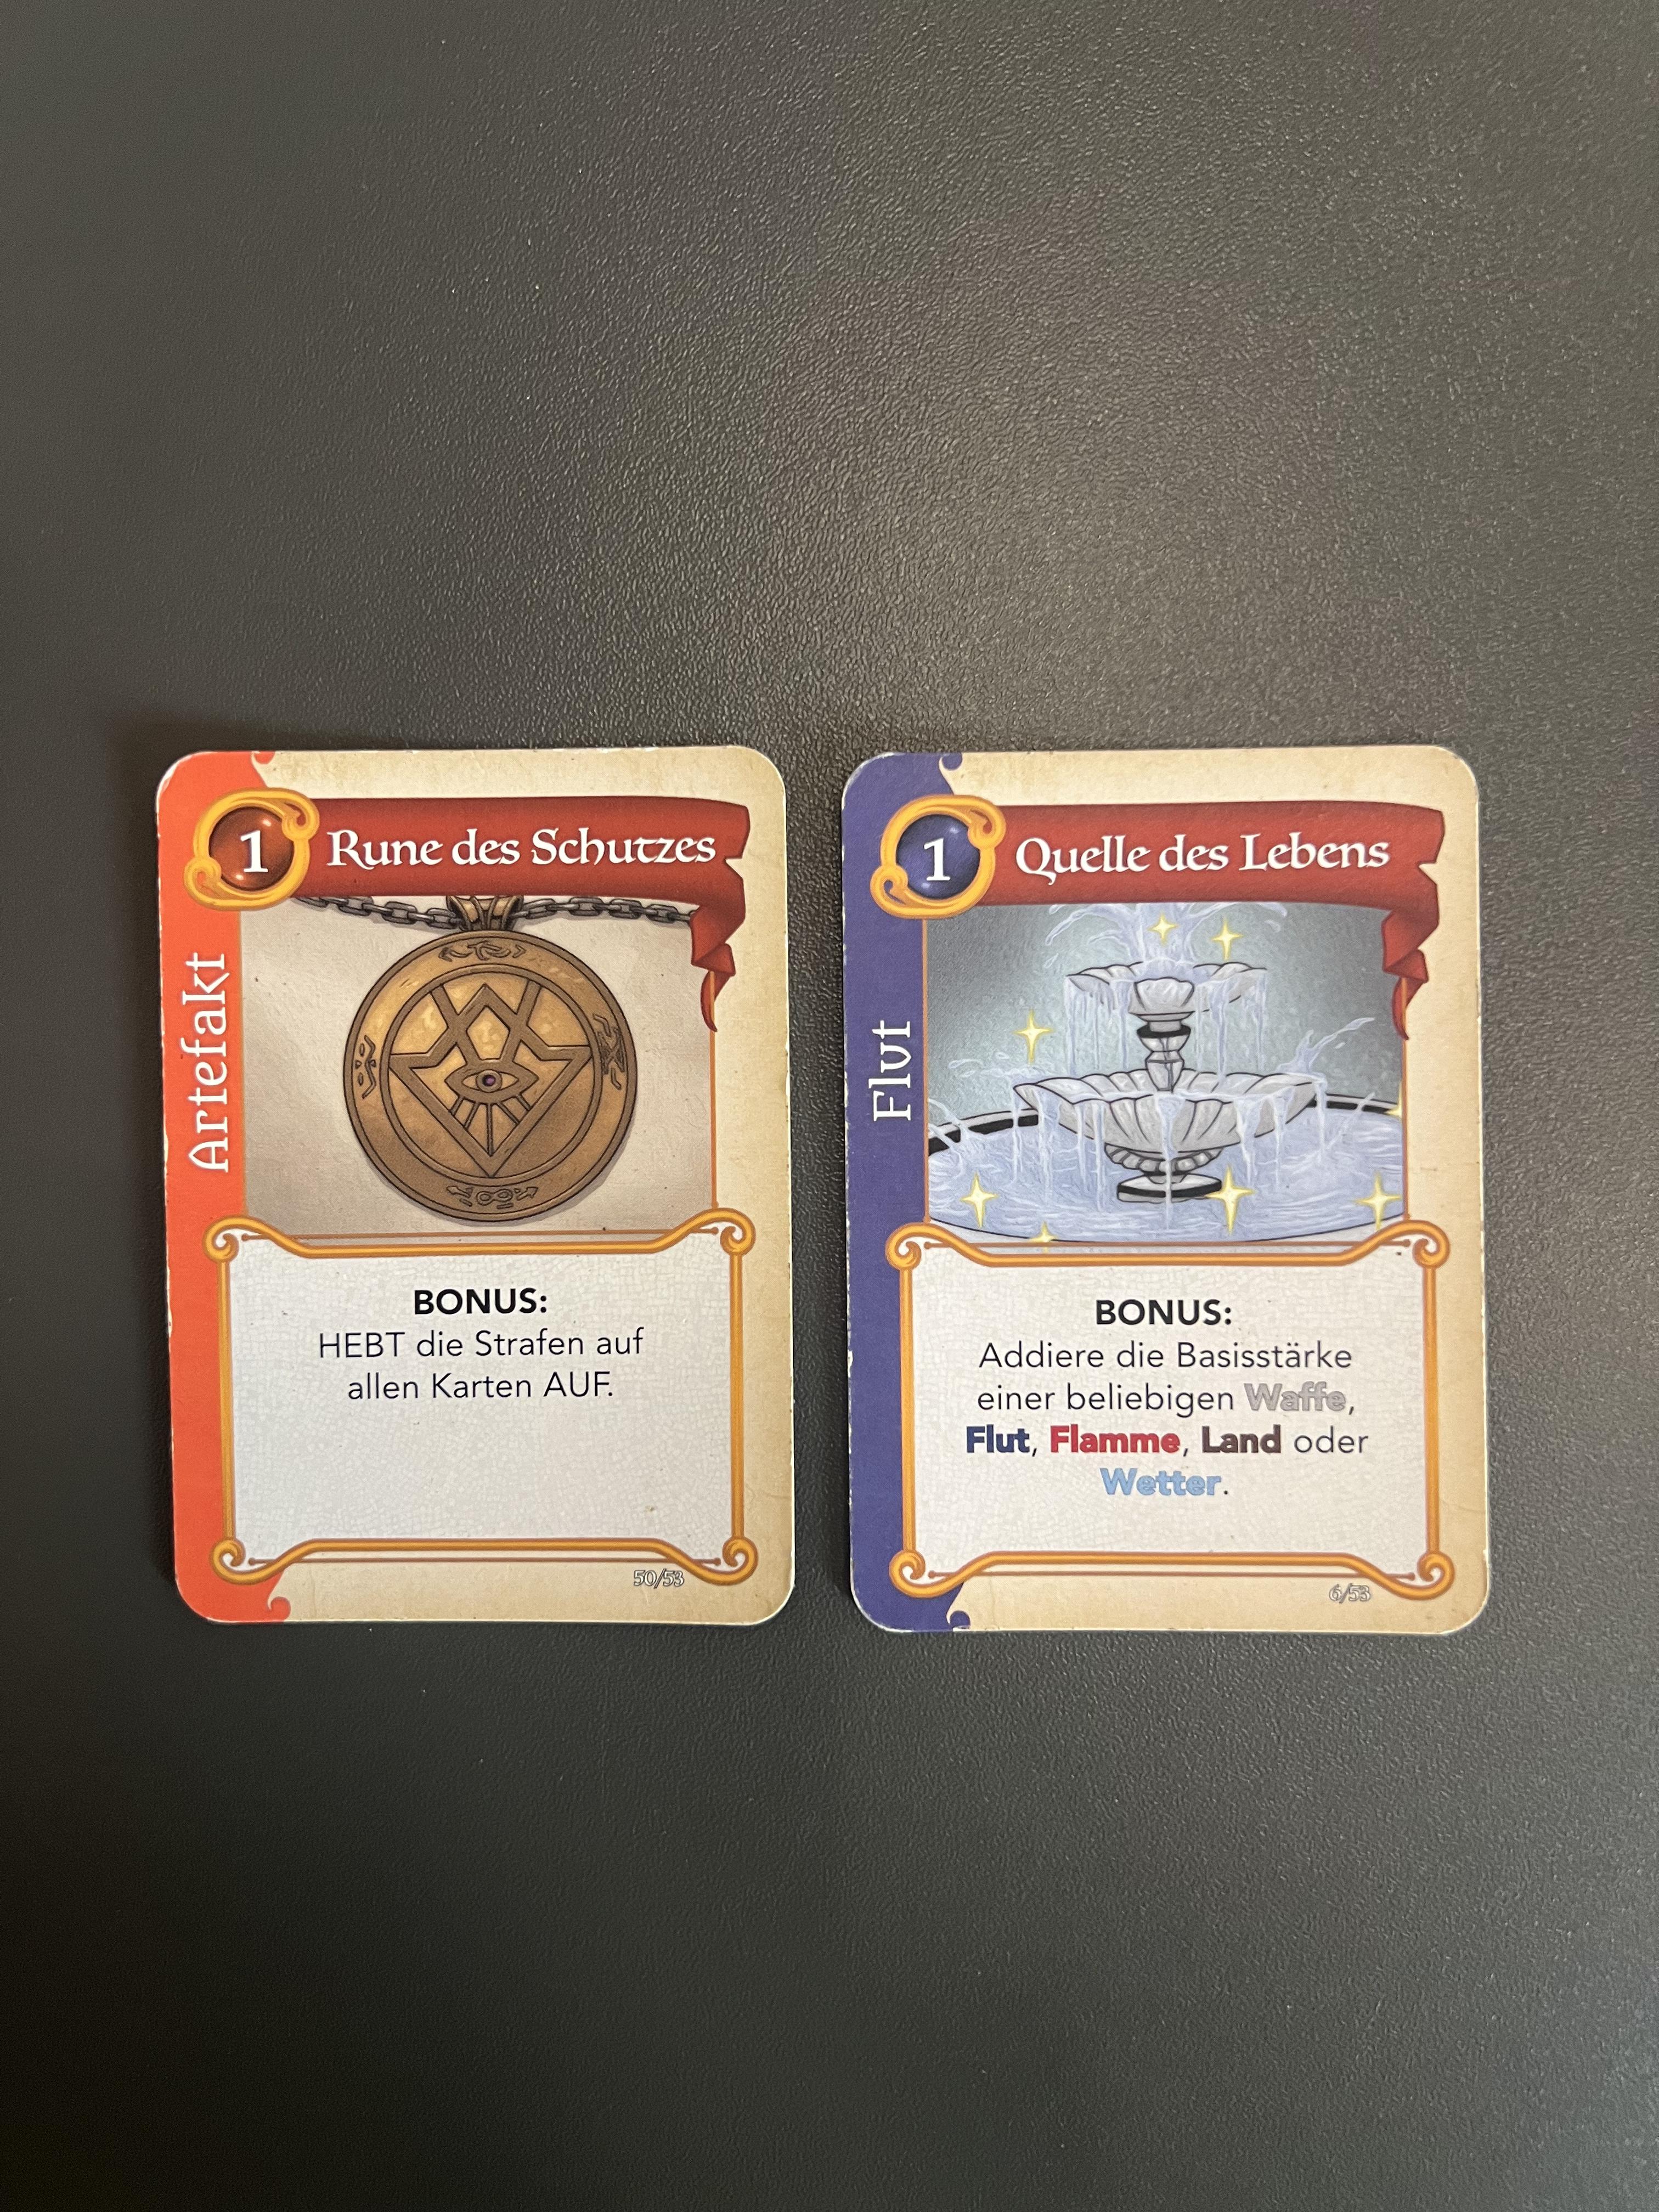 1
Rune des Schutzes
Artefakt
BONUS:
HEBT die Strafen auf
allen Karten AUF.
50/53
1
Quelle des Lebens
Flut
BONUS:
Addiere die Basisstärke
einer beliebigen Waffe,
Flut, Flamme, Land oder
Wetter.
6/53